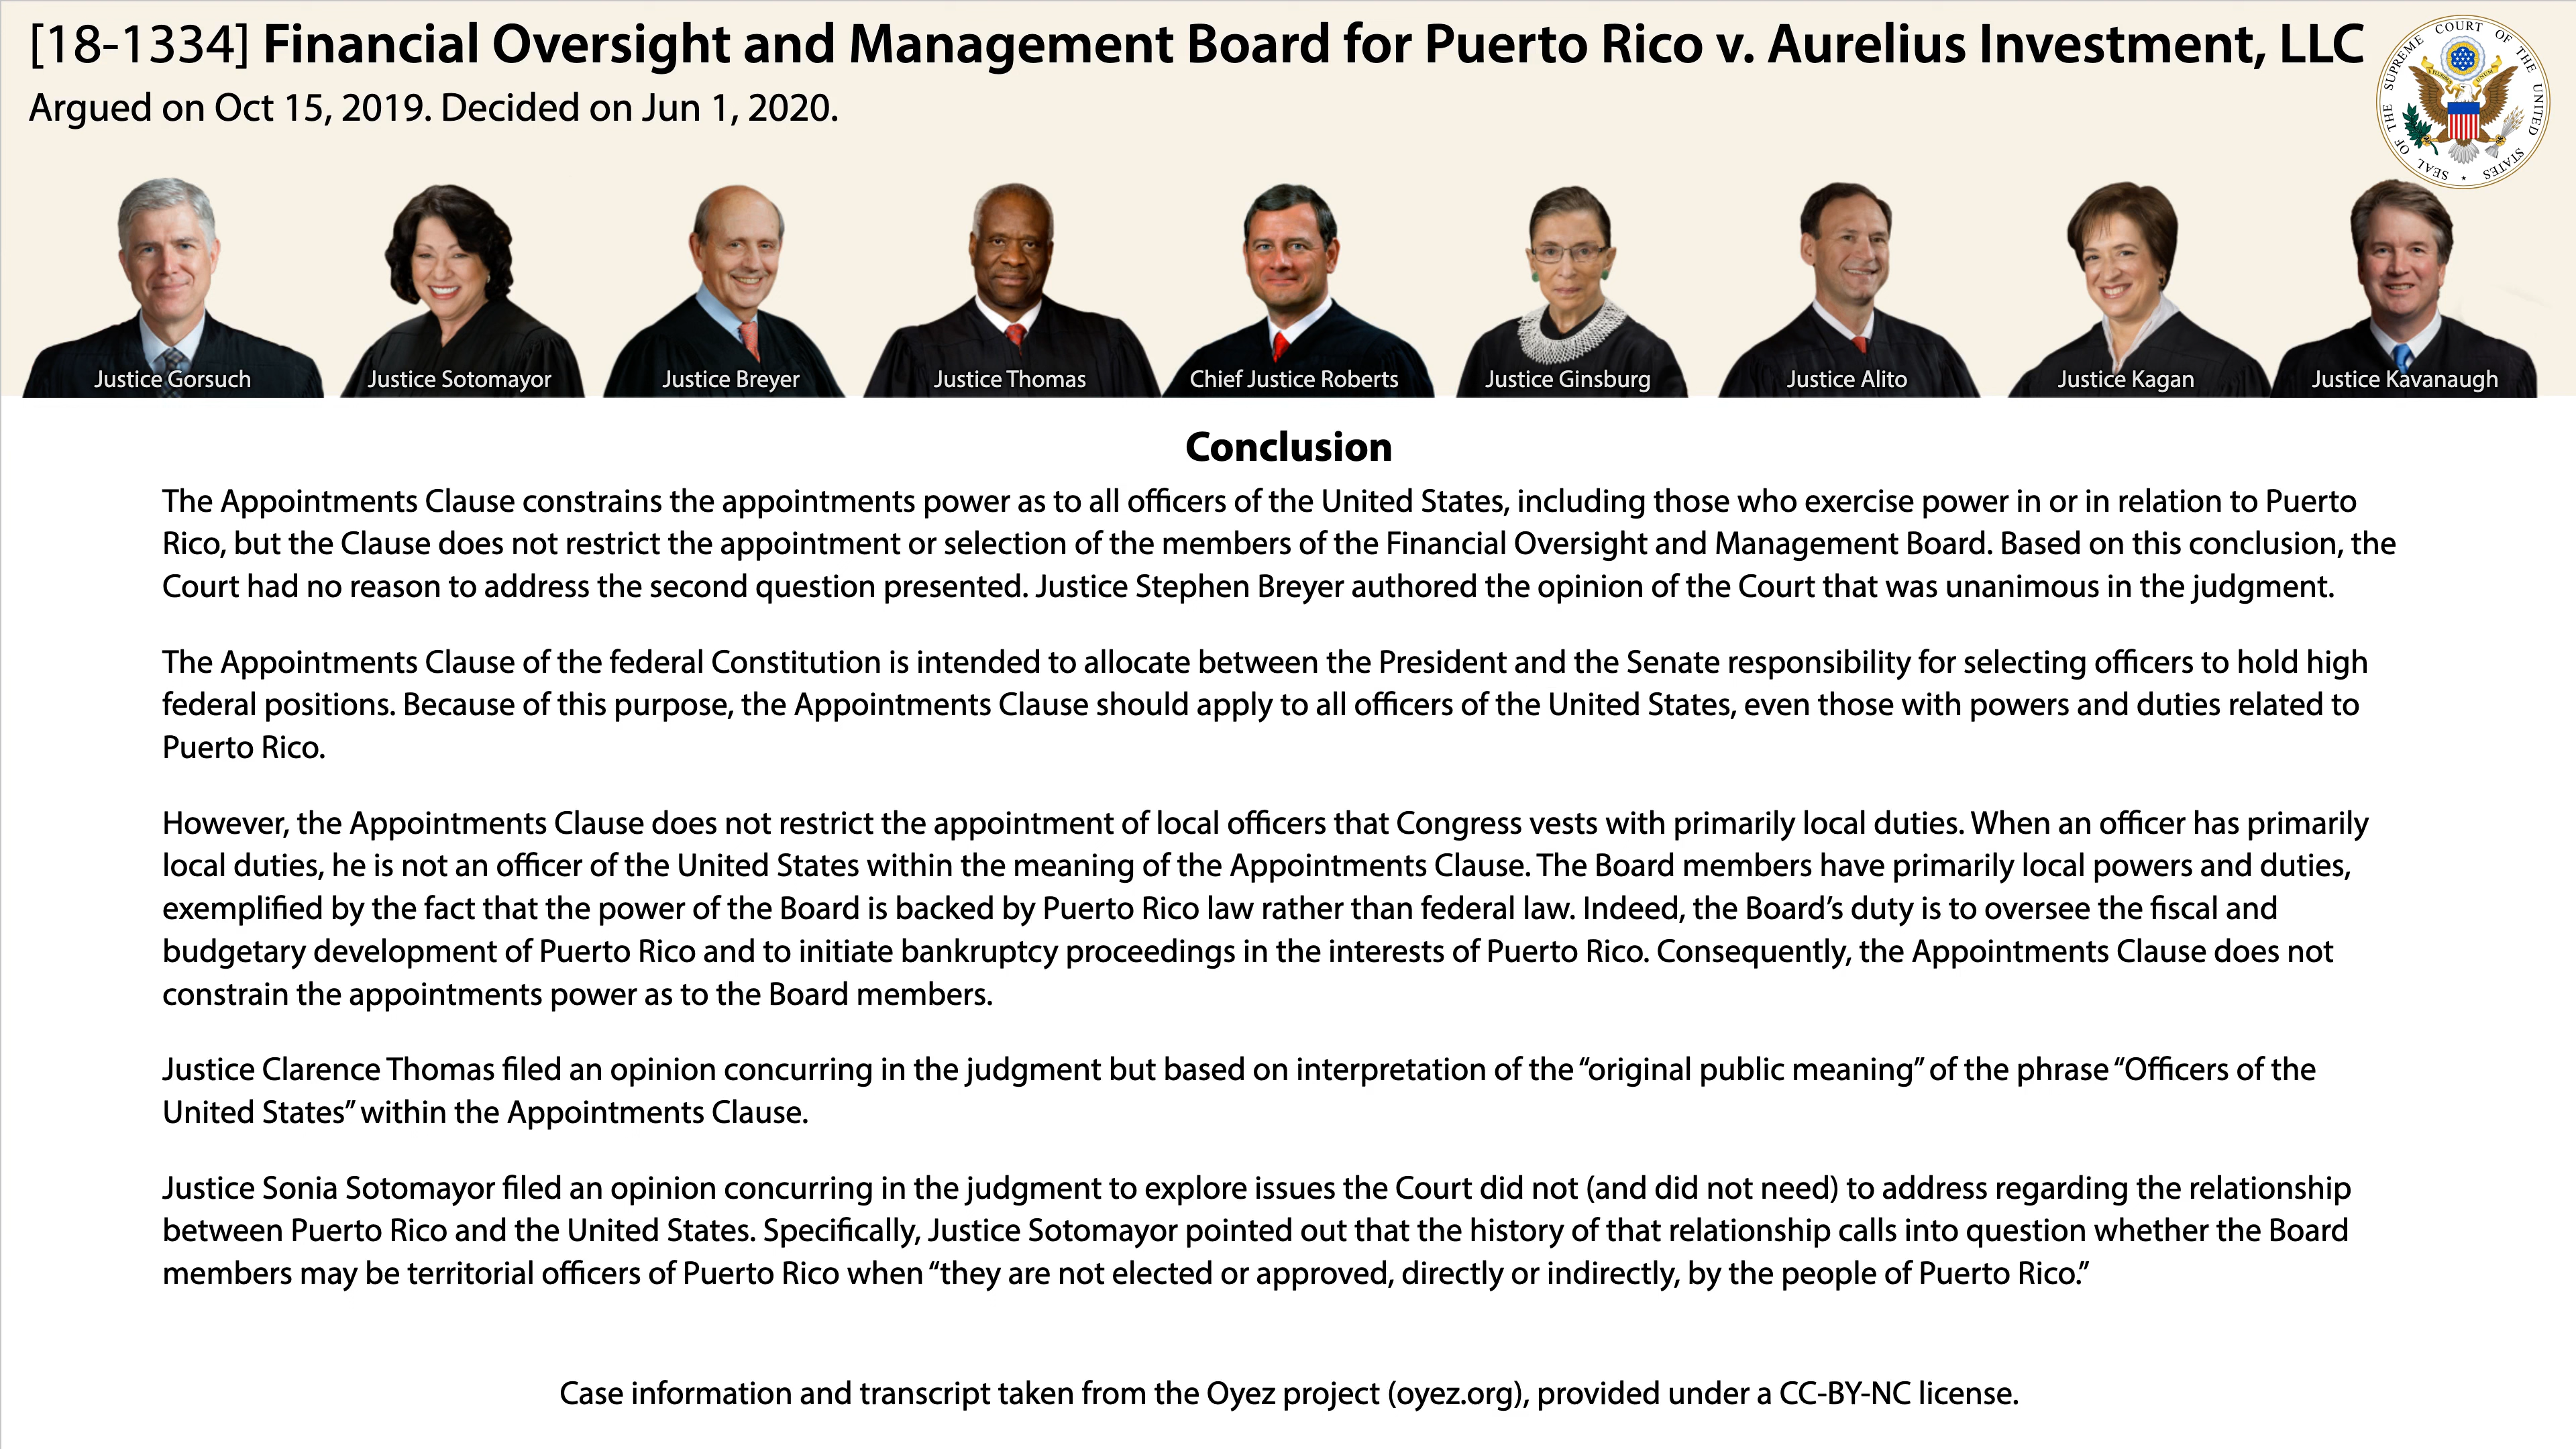 [18-1334] Financial Oversight and Management Board for Puerto Rico v. Aurelius Investment, LLC
Argued on Oct 15, 2019. Decided on Jun 1, 2020.
SEAL OF THE SUPREME COURT OF THE UNITED STATES
Justice Gorsuch
Justice Sotomayor
Justice Breyer
Justice Thomas
Chief Justice Roberts
Justice Ginsburg
Justice Alito
Justice Kagan
Justice Kavanaugh
Conclusion
The Appointments Clause constrains the appointments power as to all officers of the United States, including those who exercise power in or in relation to Puerto
Rico, but the Clause does not restrict the appointment or selection of the members of the Financial Oversight and Management Board. Based on this conclusion, the
Court had no reason to address the second question presented. Justice Stephen Breyer authored the opinion of the Court that was unanimous in the judgment.
The Appointments Clause of the federal Constitution is intended to allocate between the President and the Senate responsibility for selecting officers to hold high
federal positions. Because of this purpose, the Appointments Clause should apply to all officers of the United States, even those with powers and duties related to
Puerto Rico.
However, the Appointments Clause does not restrict the appointment of local officers that Congress vests with primarily local duties. When an officer has primarily
local duties, he is not an officer of the United States within the meaning of the Appointments Clause. The Board members have primarily local powers and duties,
exemplified by the fact that the power of the Board is backed by Puerto Rico law rather than federal law. Indeed, the Board’s duty is to oversee the fiscal and
budgetary development of Puerto Rico and to initiate bankruptcy proceedings in the interests of Puerto Rico. Consequently, the Appointments Clause does not
constrain the appointments power as to the Board members.
Justice Clarence Thomas filed an opinion concurring in the judgment but based on interpretation of the “original public meaning” of the phrase “Officers of the
United States” within the Appointments Clause.
Justice Sonia Sotomayor filed an opinion concurring in the judgment to explore issues the Court did not (and did not need) to address regarding the relationship
between Puerto Rico and the United States. Specifically, Justice Sotomayor pointed out that the history of that relationship calls into question whether the Board
members may be territorial officers of Puerto Rico when “they are not elected or approved, directly or indirectly, by the people of Puerto Rico.”
Case information and transcript taken from the Oyez project (oyez.org), provided under a CC-BY-NC license.